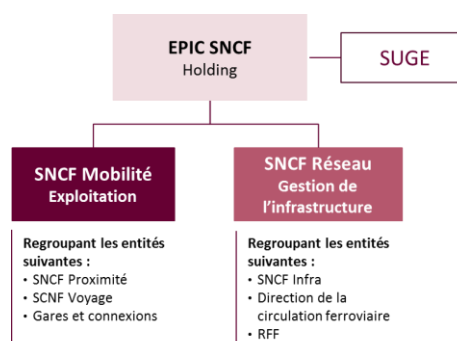 EPIC SNCF
Holding
SUGE
SNCF Mobilité
Exploitation
SNCF Réseau
Gestion de
l'infrastructure
Regroupant les entités
suivantes :
• SNCF Proximité
• SCNF Voyage
• Gares et connexions
Regroupant les entités
suivantes :
• SNCF Infra
• Direction de la
circulation ferroviaire
• RFF